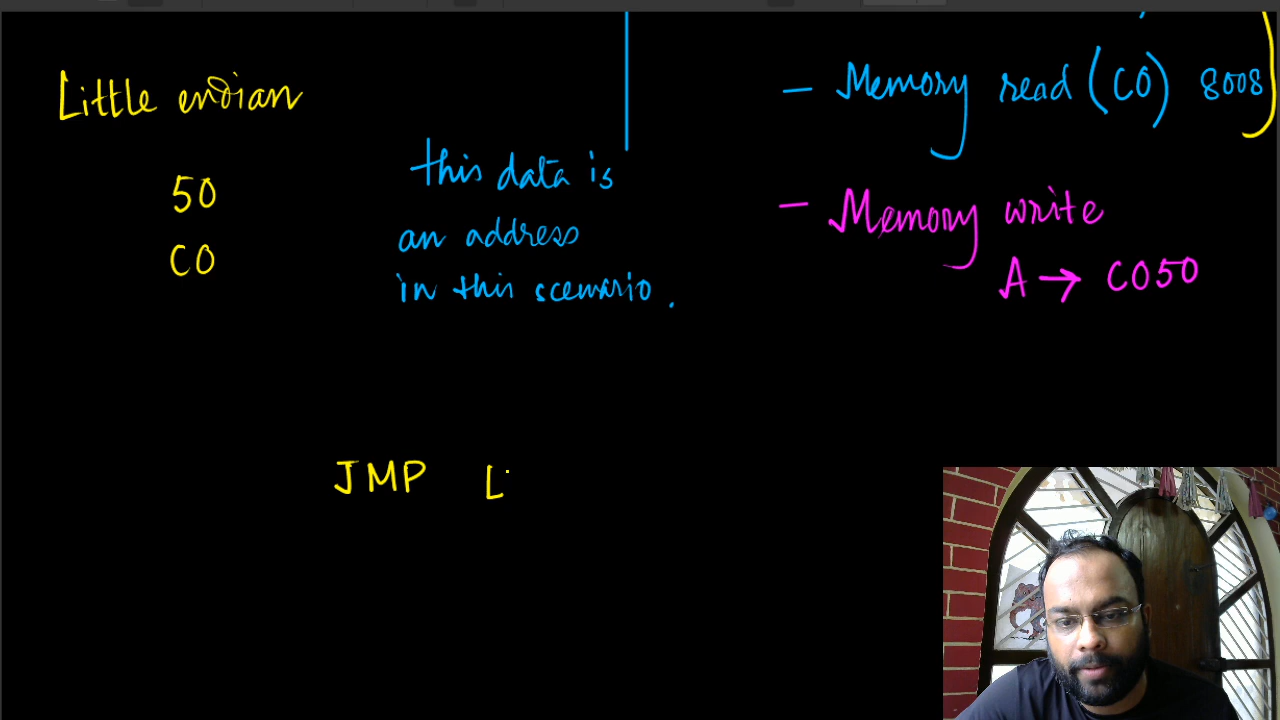 Little endian
50
C0
this data is
an address
in this scenario.
- Memory read (C0) 8008
- Memory write
A → C050
JMP L